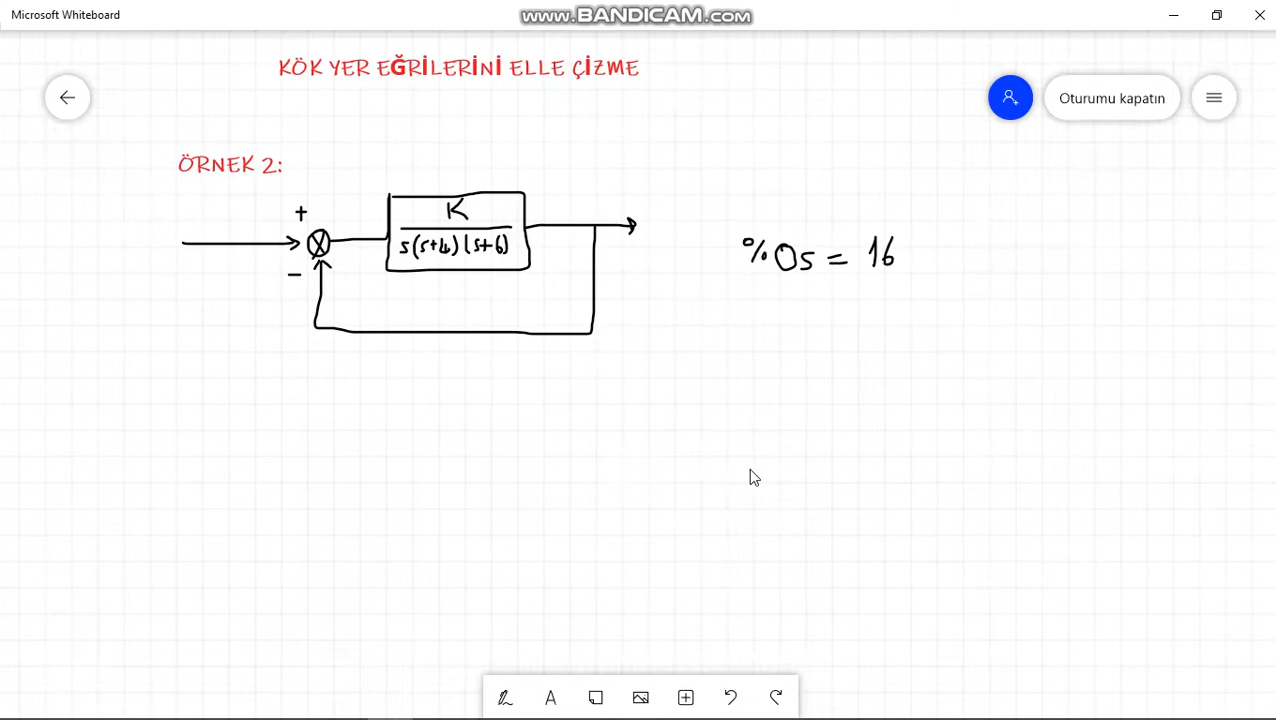 Microsoft Whiteboard
www.BANDICAM.com
KÖK YER EĞRİLERİNİ ELLE ÇİZME
Oturumu kapatın
ÖRNEK 2:
+
K
s(s+4)(s+6)
-
%Os = 16